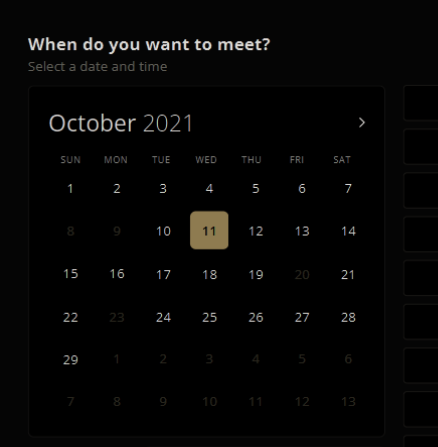 When do you want to meet?
Select a date and time
October 2021
SUN MON TUE WED THU FRI SAT
1 2 3 4 5 6 7
8 9 10 11 12 13 14
15 16 17 18 19 20 21
22 23 24 25 26 27 28
29 1 2 3 4 5 6
7 8 9 10 11 12 13